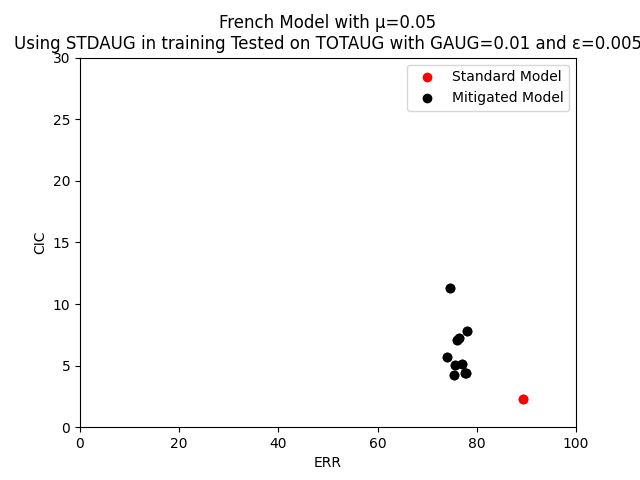 French Model with μ=0.05
Using STDAUG in training Tested on TOTAUG with GAUG=0.01 and ε=0.005
30
25
20
15
10
5
0
CIC
Standard Model
Mitigated Model
0 20 40 60 80 100
ERR